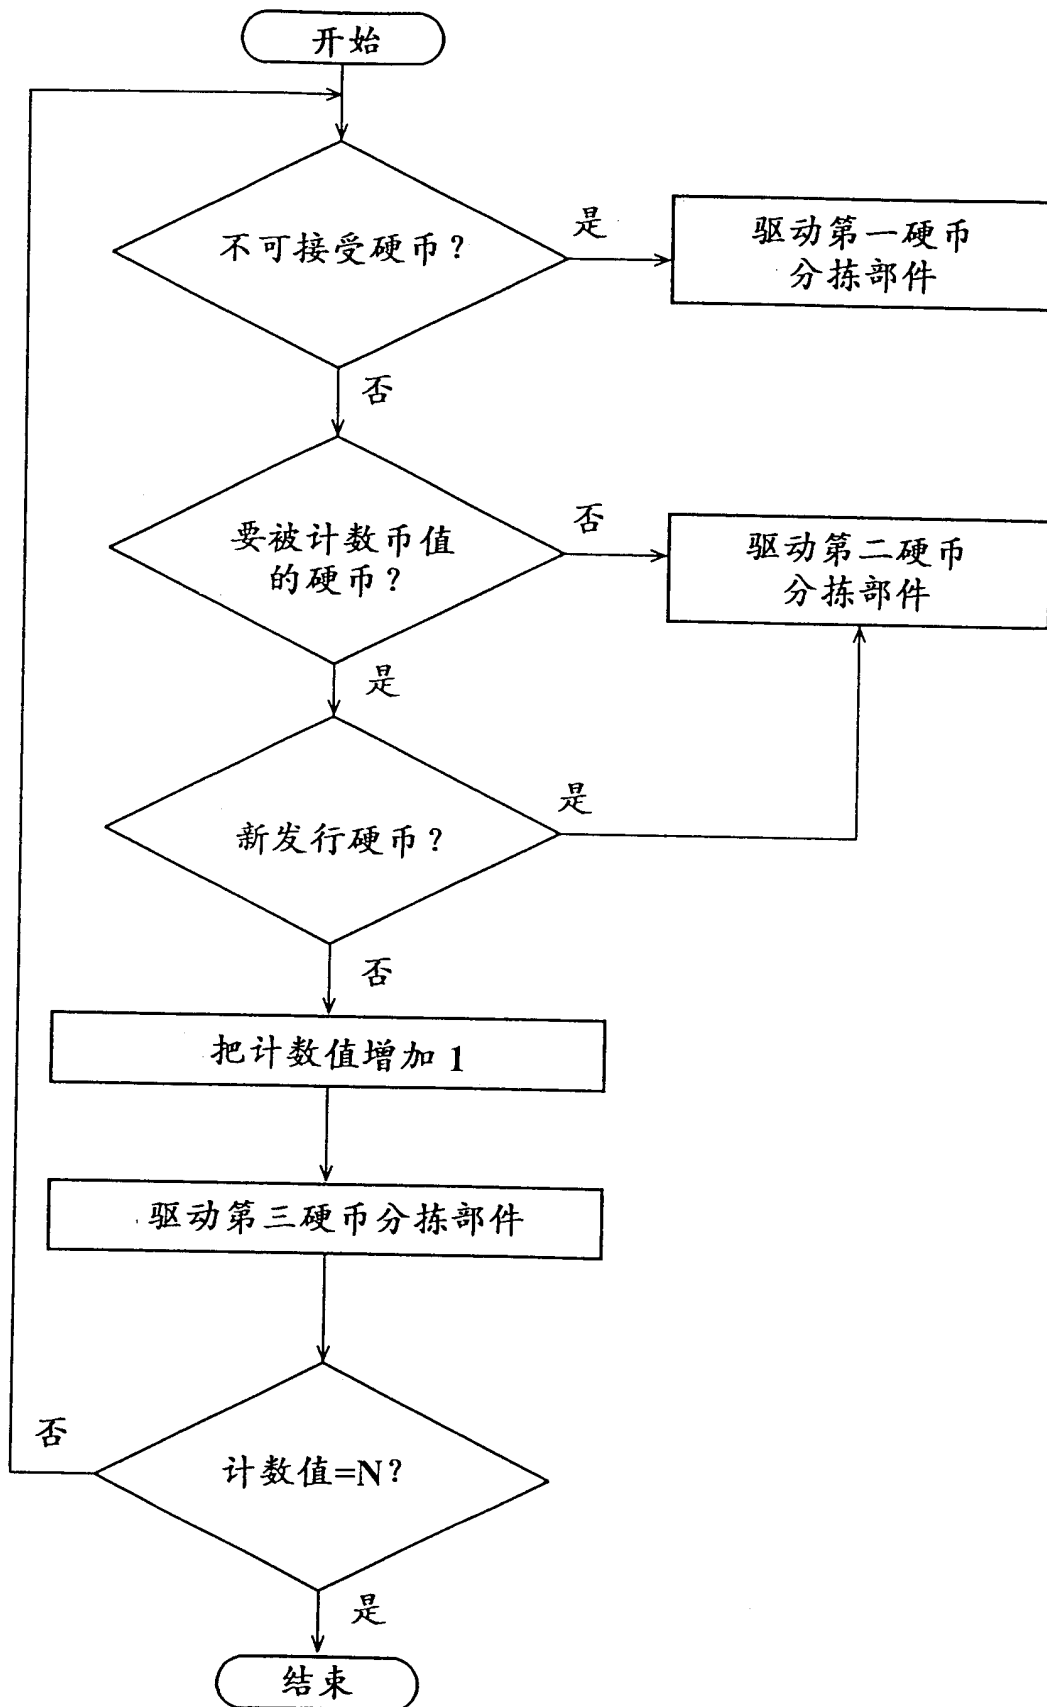 开始
不可接受硬币？
是
驱动第一硬币
分拣部件
否
要被计数币值
的硬币？
否
驱动第二硬币
分拣部件
是
新发行硬币？
是
否
把计数值增加 1
驱动第三硬币分拣部件
否
计数值=N？
是
结束